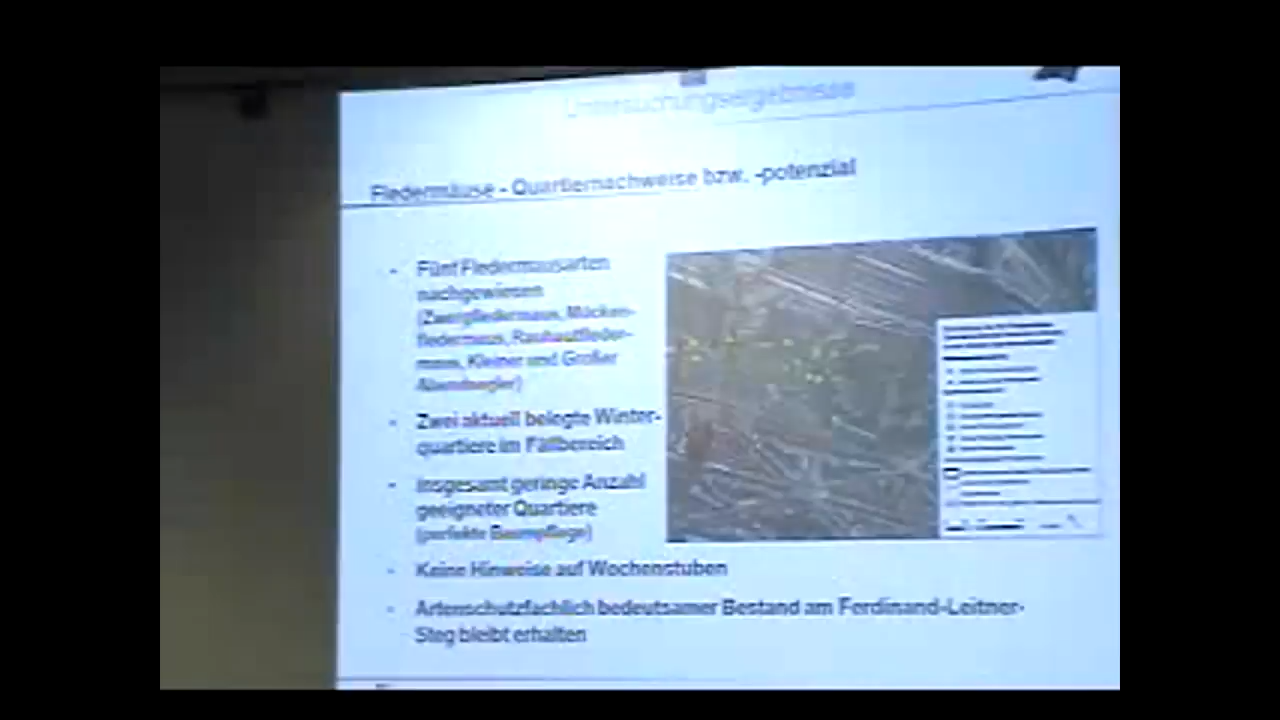 Untersuchungsergebnisse
Fledermäuse - Quartiernachweise bzw. -potenzial
• Fünf Fledermausarten
nachgewiesen
(Zwergfledermaus, Mücken-
fledermaus, Rauhautfleder-
maus, Kleiner und Großer
Abendsegler)
• Zwei aktuell belegte Winter-
quartiere im Fällbereich
• Insgesamt geringe Anzahl
geeigneter Quartiere
(perfekte Baumpflege)
• Keine Hinweise auf Wochenstuben
• Artenschutzfachlich bedeutsamer Bestand am Ferdinand-Leitner-
Steg bleibt erhalten